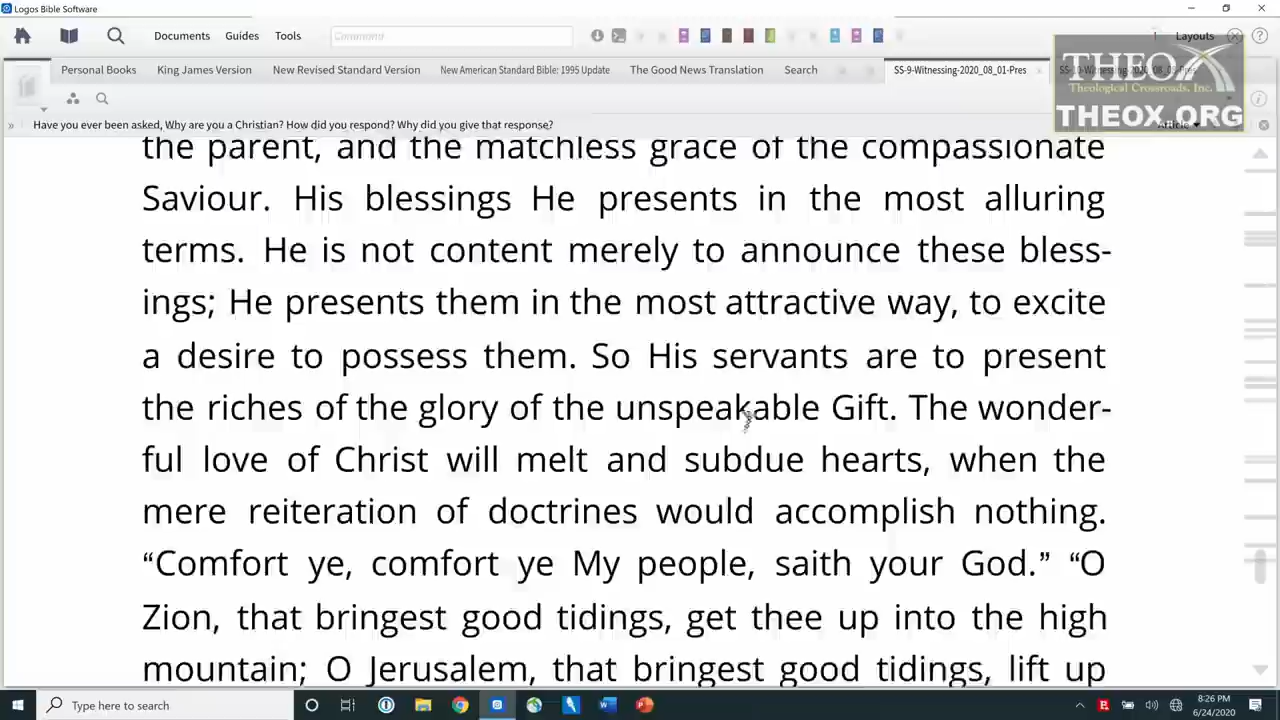 Logos Bible Software
Documents Guides Tools Command Layouts
Personal Books King James Version New Revised Stan New American Standard Bible: 1995 Update The Good News Translation Search SS-9-Witnessing-2020_08_01-Pres
THEOX
Theological Crossroads, Inc.
THEOX.ORG
» Have you ever been asked, Why are you a Christian? How did you respond? Why did you give that response?
the parent, and the matchless grace of the compassionate
Saviour. His blessings He presents in the most alluring
terms. He is not content merely to announce these bless-
ings; He presents them in the most attractive way, to excite
a desire to possess them. So His servants are to present
the riches of the glory of the unspeakable Gift. The wonder-
ful love of Christ will melt and subdue hearts, when the
mere reiteration of doctrines would accomplish nothing.
“Comfort ye, comfort ye My people, saith your God.” “O
Zion, that bringest good tidings, get thee up into the high
mountain; O Jerusalem, that bringest good tidings, lift up
Type here to search
8:26 PM
6/24/2020